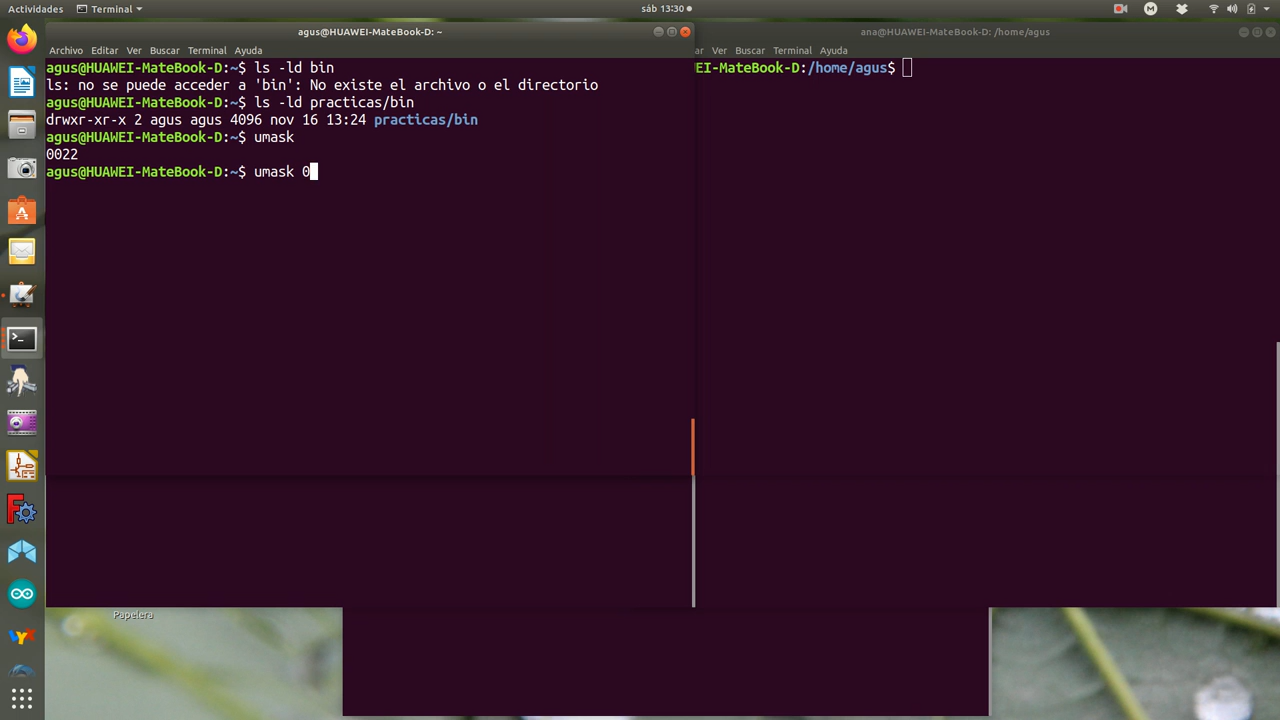 Actividades
Terminal
sáb 13:30
M
agus@HUAWEI-MateBook-D: ~
Archivo Editar Ver Buscar Terminal Ayuda
agus@HUAWEI-MateBook-D:~$ ls -ld bin
ls: no se puede acceder a 'bin': No existe el archivo o el directorio
agus@HUAWEI-MateBook-D:~$ ls -ld practicas/bin
drwxr-xr-x 2 agus agus 4096 nov 16 13:24 practicas/bin
agus@HUAWEI-MateBook-D:~$ umask
0022
agus@HUAWEI-MateBook-D:~$ umask 0
ana@HUAWEI-MateBook-D: /home/agus
ar Ver Buscar Terminal Ayuda
EI-MateBook-D:/home/agus$
Papelera